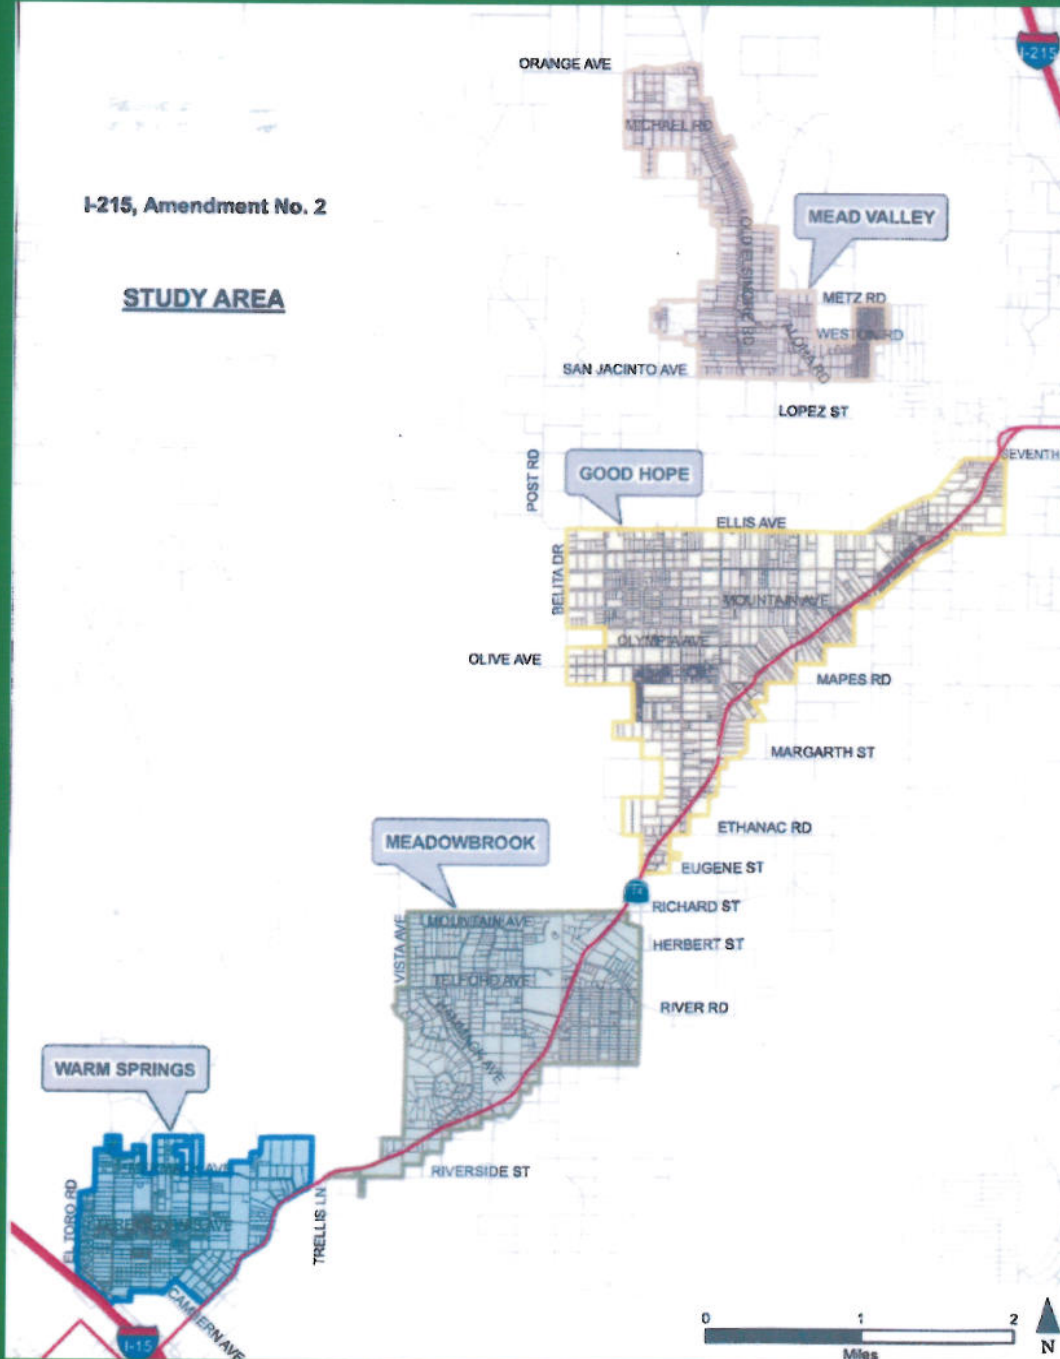 ORANGE AVE
I-215
MICHAEL RD
I-215, Amendment No. 2
MEAD VALLEY
OLD ELSINORE RD
STUDY AREA
METZ RD
WESTON RD
SAN JACINTO AVE
LOPEZ ST
SEVENTH
POST RD
GOOD HOPE
ELLIS AVE
BELITA DR
MOUNTAIN AVE
OLYMPIA AVE
OLIVE AVE
MAPES RD
MARGARTH ST
ETHANAC RD
MEADOWBROOK
EUGENE ST
74
RICHARD ST
VISTA AVE
MOUNTAIN AVE
HERBERT ST
TELFORD AVE
RIVER RD
HAMMACK AVE
WARM SPRINGS
RIVERSIDE ST
EL TORO RD
TRELLIS LN
CAMBERN AVE
I-15
0 1 2
Miles
N